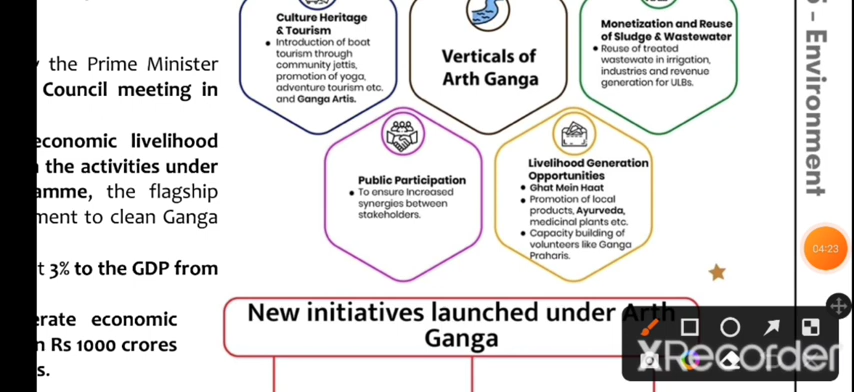 the Prime Minister
Council meeting in
economic livelihood
the activities under
amme, the flagship
ment to clean Ganga
t 3% to the GDP from
erate economic
n Rs 1000 crores
s.
Culture Heritage
& Tourism
• Introduction of boat
tourism through
community jettis,
promotion of yoga,
adventure tourism etc.
and Ganga Artis.
Verticals of
Arth Ganga
Monetization and Reuse
of Sludge & Wastewater
• Reuse of treated
wastewate in irrigation,
industries and revenue
generation for ULBs.
Public Participation
• To ensure Increased
synergies between
stakeholders.
Livelihood Generation
Opportunities
• Ghat Mein Haat
• Promotion of local
products, Ayurveda,
medicinal plants etc.
• Capacity building of
volunteers like Ganga
Praharis.
New initiatives launched under Arth
Ganga
- Environment
04:23
XRecorder